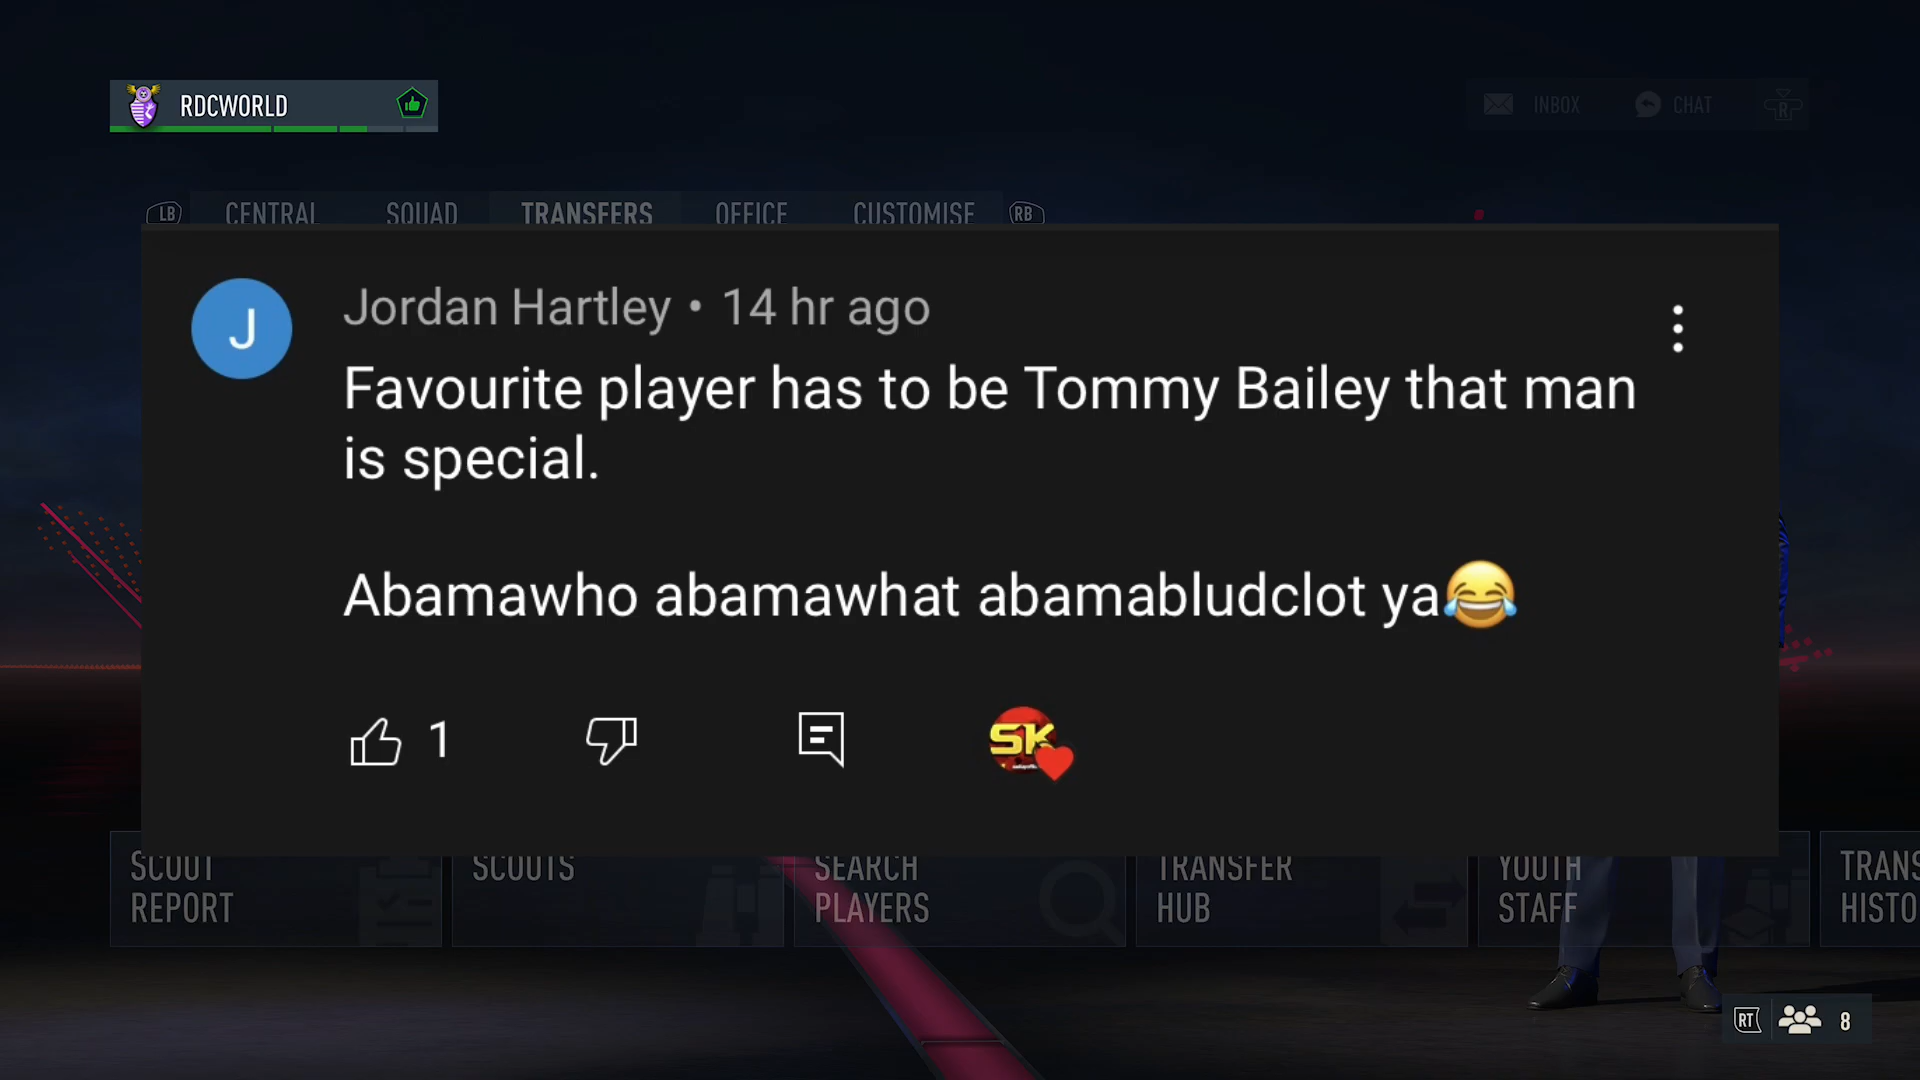 RDCWORLD
INBOX
CHAT
R
LB
CENTRAL
SQUAD
TRANSFERS
OFFICE
CUSTOMISE
RB
J
Jordan Hartley • 14 hr ago
Favourite player has to be Tommy Bailey that man
is special.
Abamawho abamawhat abamabludclot ya😂
1
SK
SCOUT
REPORT
SCOUTS
SEARCH
PLAYERS
TRANSFER
HUB
YOUTH
STAFF
TRANS
HISTO
RT
8